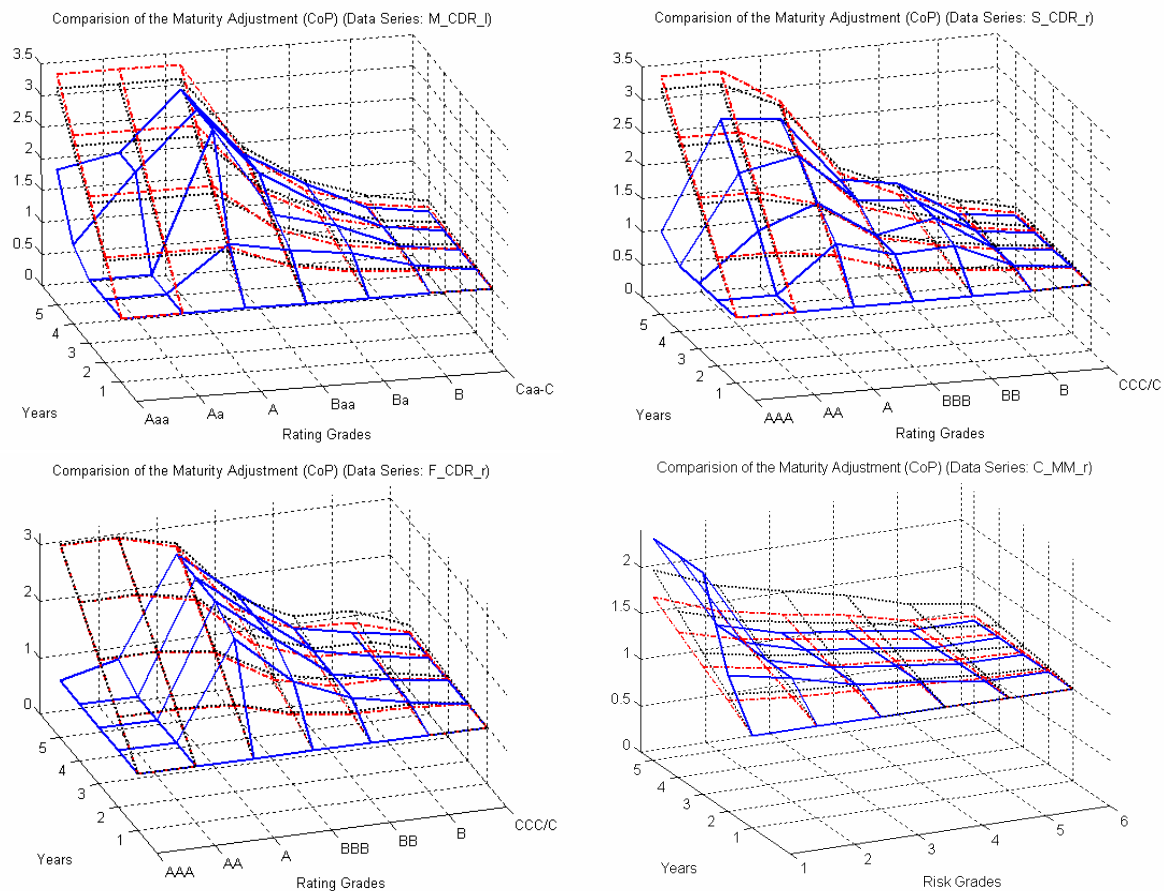 Comparision of the Maturity Adjustment (CoP) (Data Series: M_CDR_l)
3.5
3
2.5
2
1.5
1
0.5
0
5
4
3
2
1
Years
Aaa
Aa
A
Baa
Ba
B
Caa-C
Rating Grades
Comparision of the Maturity Adjustment (CoP) (Data Series: S_CDR_r)
3.5
3
2.5
2
1.5
1
0.5
0
5
4
3
2
1
Years
AAA
AA
A
BBB
BB
B
CCC/C
Rating Grades
Comparision of the Maturity Adjustment (CoP) (Data Series: F_CDR_r)
3
2
1
0
5
4
3
2
1
Years
AAA
AA
A
BBB
BB
B
CCC/C
Rating Grades
Comparision of the Maturity Adjustment (CoP) (Data Series: C_MM_r)
2
1.5
1
0.5
0
5
4
3
2
1
Years
1
2
3
4
5
6
Risk Grades